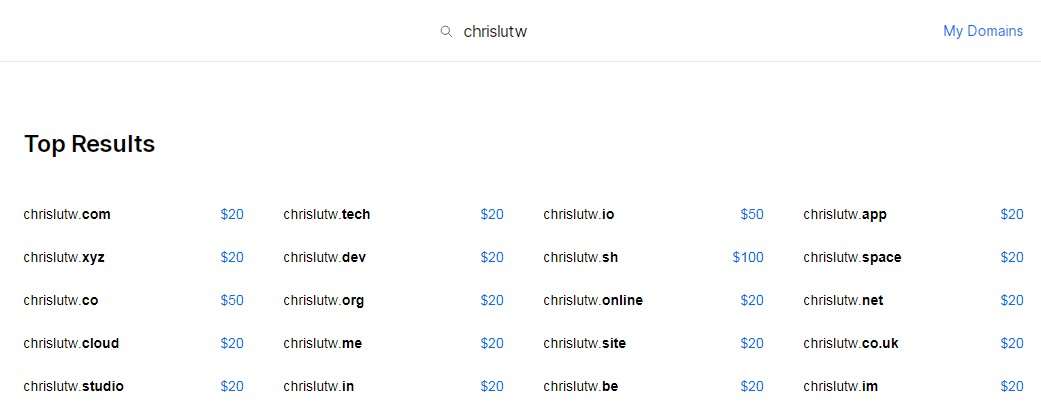 chrislutw
My Domains
Top Results
chrislutw.com $20 chrislutw.tech $20 chrislutw.io $50 chrislutw.app $20
chrislutw.xyz $20 chrislutw.dev $20 chrislutw.sh $100 chrislutw.space $20
chrislutw.co $50 chrislutw.org $20 chrislutw.online $20 chrislutw.net $20
chrislutw.cloud $20 chrislutw.me $20 chrislutw.site $20 chrislutw.co.uk $20
chrislutw.studio $20 chrislutw.in $20 chrislutw.be $20 chrislutw.im $20